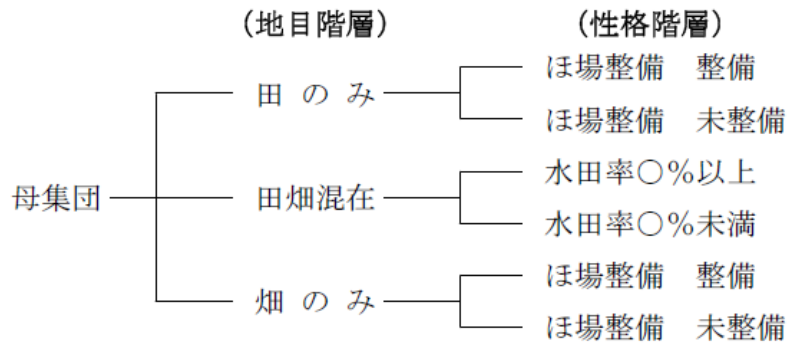 （地目階層）　（性格階層）
田 の み　ほ場整備　整備
ほ場整備　未整備
母集団　田畑混在　水田率〇％以上
水田率〇％未満
畑 の み　ほ場整備　整備
ほ場整備　未整備